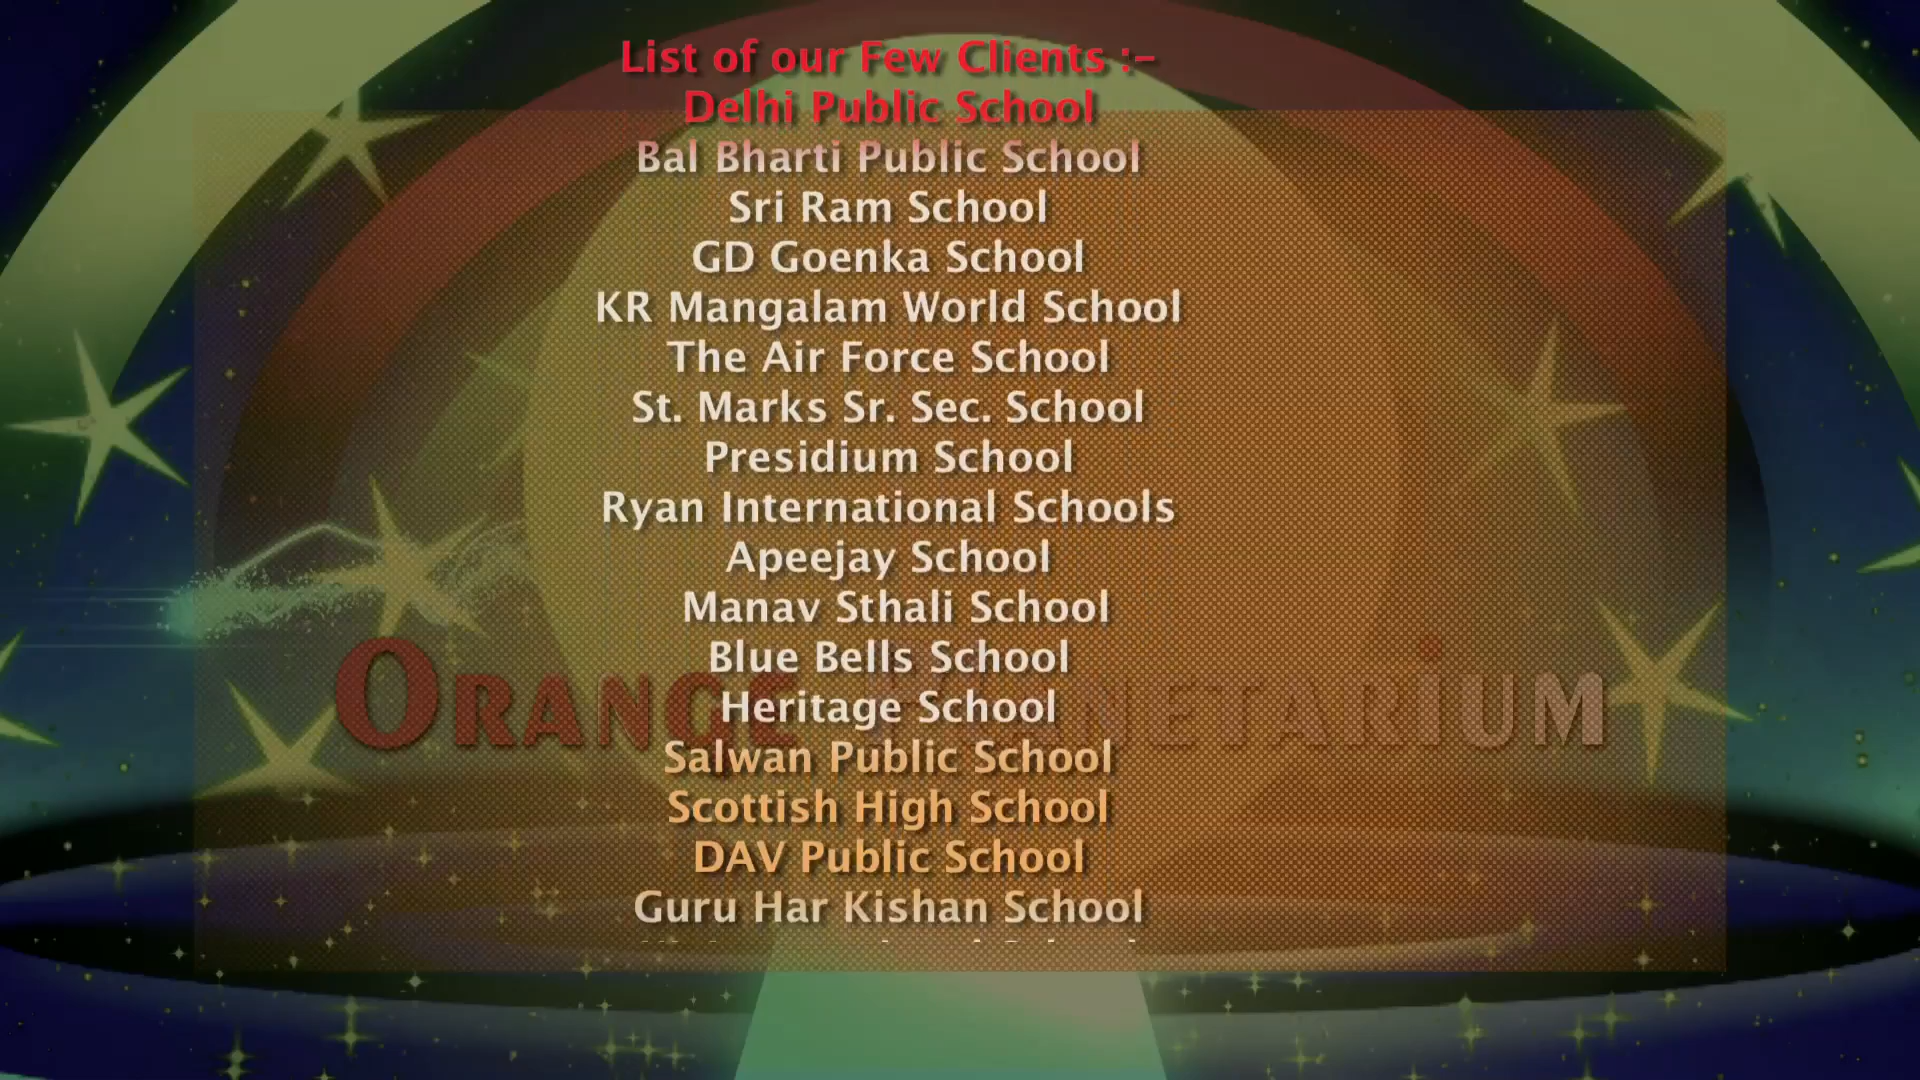 List of our Few Clients :-
Delhi Public School
Bal Bharti Public School
Sri Ram School
GD Goenka School
KR Mangalam World School
The Air Force School
St. Marks Sr. Sec. School
Presidium School
Ryan International Schools
Apeejay School
Manav Sthali School
Blue Bells School
Heritage School
Orange Planetarium
Salwan Public School
Scottish High School
DAV Public School
Guru Har Kishan School